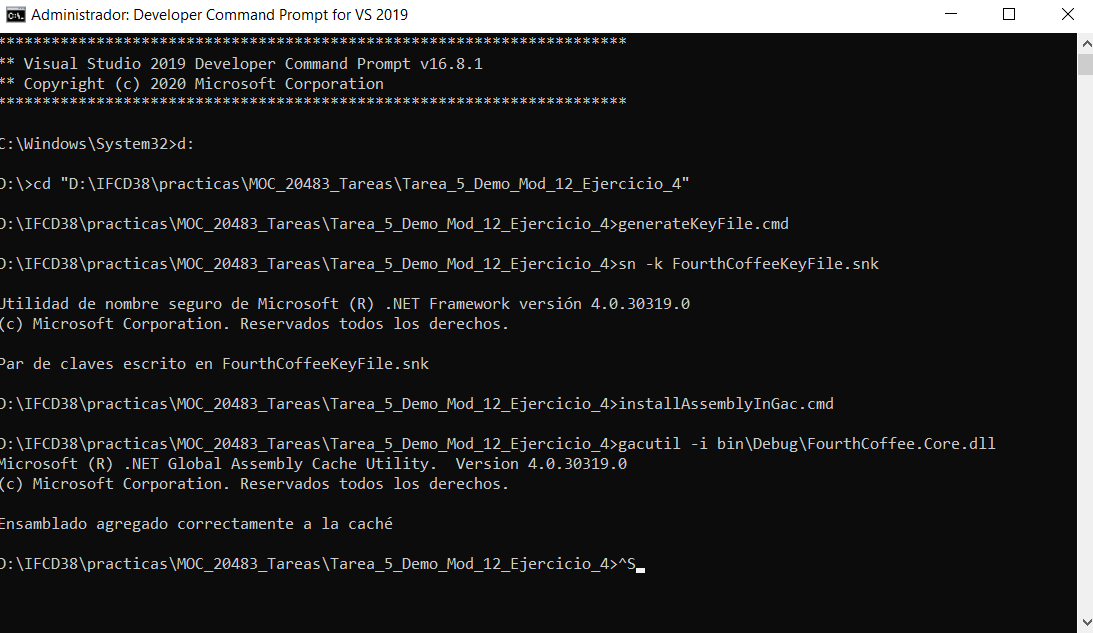 Administrador: Developer Command Prompt for VS 2019
**********************************************************************
** Visual Studio 2019 Developer Command Prompt v16.8.1
** Copyright (c) 2020 Microsoft Corporation
**********************************************************************
C:\Windows\System32>d:
D:\>cd "D:\IFCD38\practicas\MOC_20483_Tareas\Tarea_5_Demo_Mod_12_Ejercicio_4"
D:\IFCD38\practicas\MOC_20483_Tareas\Tarea_5_Demo_Mod_12_Ejercicio_4>generateKeyFile.cmd
D:\IFCD38\practicas\MOC_20483_Tareas\Tarea_5_Demo_Mod_12_Ejercicio_4>sn -k FourthCoffeeKeyFile.snk
Utilidad de nombre seguro de Microsoft (R) .NET Framework versión 4.0.30319.0
(c) Microsoft Corporation. Reservados todos los derechos.
Par de claves escrito en FourthCoffeeKeyFile.snk
D:\IFCD38\practicas\MOC_20483_Tareas\Tarea_5_Demo_Mod_12_Ejercicio_4>installAssemblyInGac.cmd
D:\IFCD38\practicas\MOC_20483_Tareas\Tarea_5_Demo_Mod_12_Ejercicio_4>gacutil -i bin\Debug\FourthCoffee.Core.dll
Microsoft (R) .NET Global Assembly Cache Utility.  Version 4.0.30319.0
(c) Microsoft Corporation. Reservados todos los derechos.
Ensamblado agregado correctamente a la caché
D:\IFCD38\practicas\MOC_20483_Tareas\Tarea_5_Demo_Mod_12_Ejercicio_4>^S